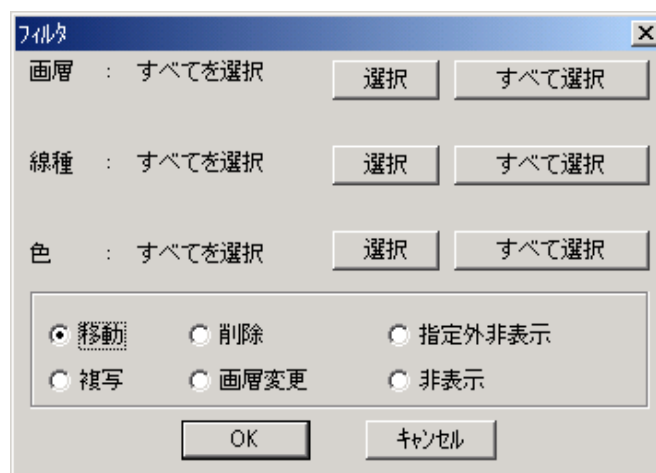 フィルタ
画層 : すべてを選択 選択 すべて選択
線種 : すべてを選択 選択 すべて選択
色 : すべてを選択 選択 すべて選択
移動 削除 指定外非表示
複写 画層変更 非表示
OK キャンセル